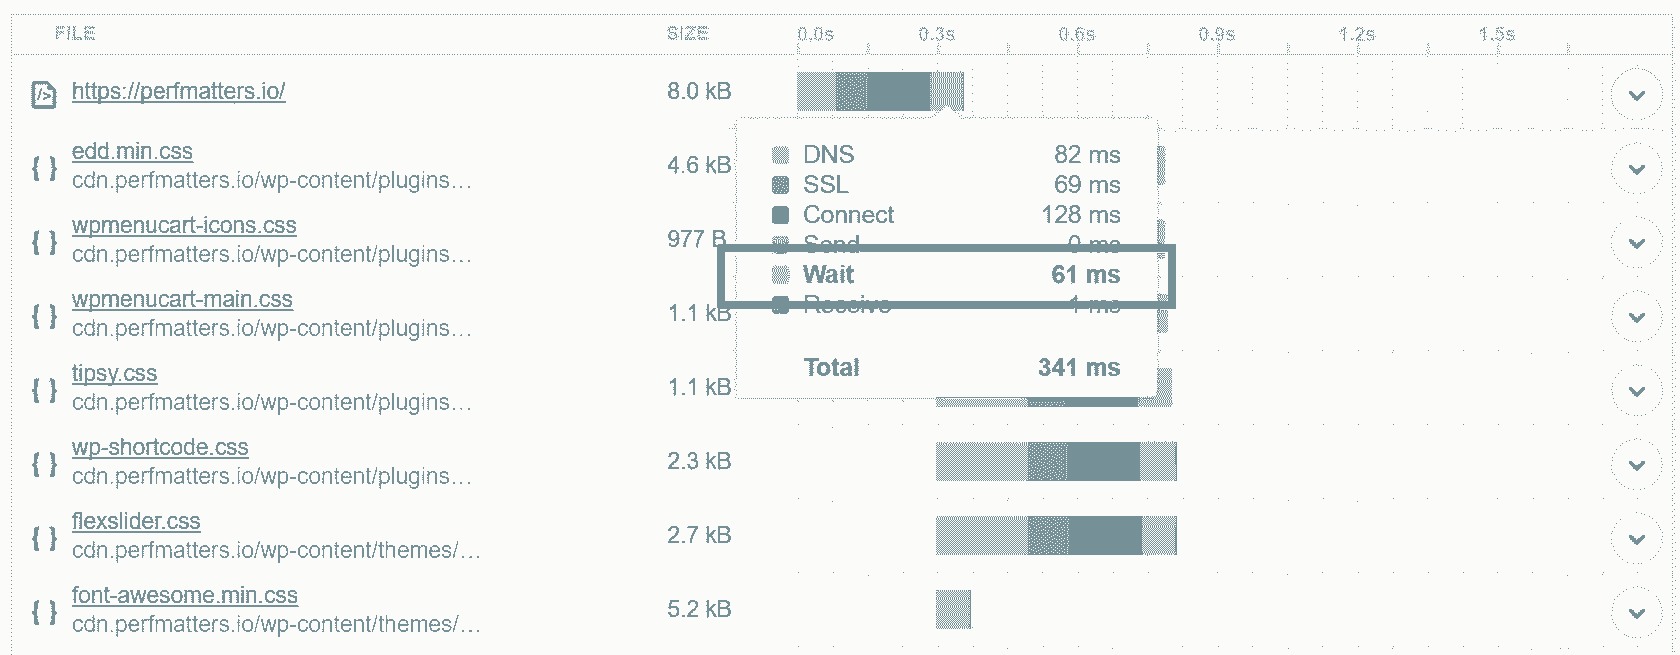 FILE SIZE 0.0s 0.3s 0.6s 0.9s 1.2s 1.5s
https://perfmatters.io/ 8.0 kB
edd.min.css
cdn.perfmatters.io/wp-content/plugins… 4.6 kB
wpmenucart-icons.css
cdn.perfmatters.io/wp-content/plugins… 977 B
wpmenucart-main.css
cdn.perfmatters.io/wp-content/plugins… 1.1 kB
tipsy.css
cdn.perfmatters.io/wp-content/plugins… 1.1 kB
wp-shortcode.css
cdn.perfmatters.io/wp-content/plugins… 2.3 kB
flexslider.css
cdn.perfmatters.io/wp-content/themes/… 2.7 kB
font-awesome.min.css
cdn.perfmatters.io/wp-content/themes/… 5.2 kB
DNS 82 ms
SSL 69 ms
Connect 128 ms
Send 0 ms
Wait 61 ms
Receive 1 ms
Total 341 ms